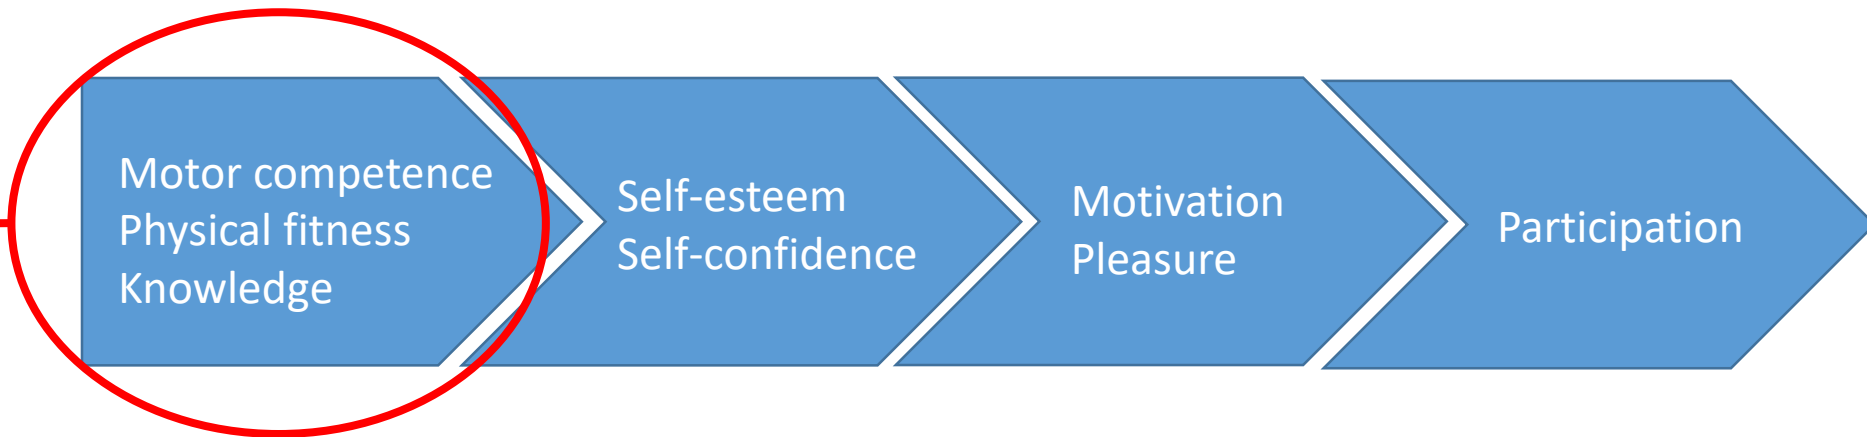 Motor competence
Physical fitness
Knowledge
Self-esteem
Self-confidence
Motivation
Pleasure
Participation